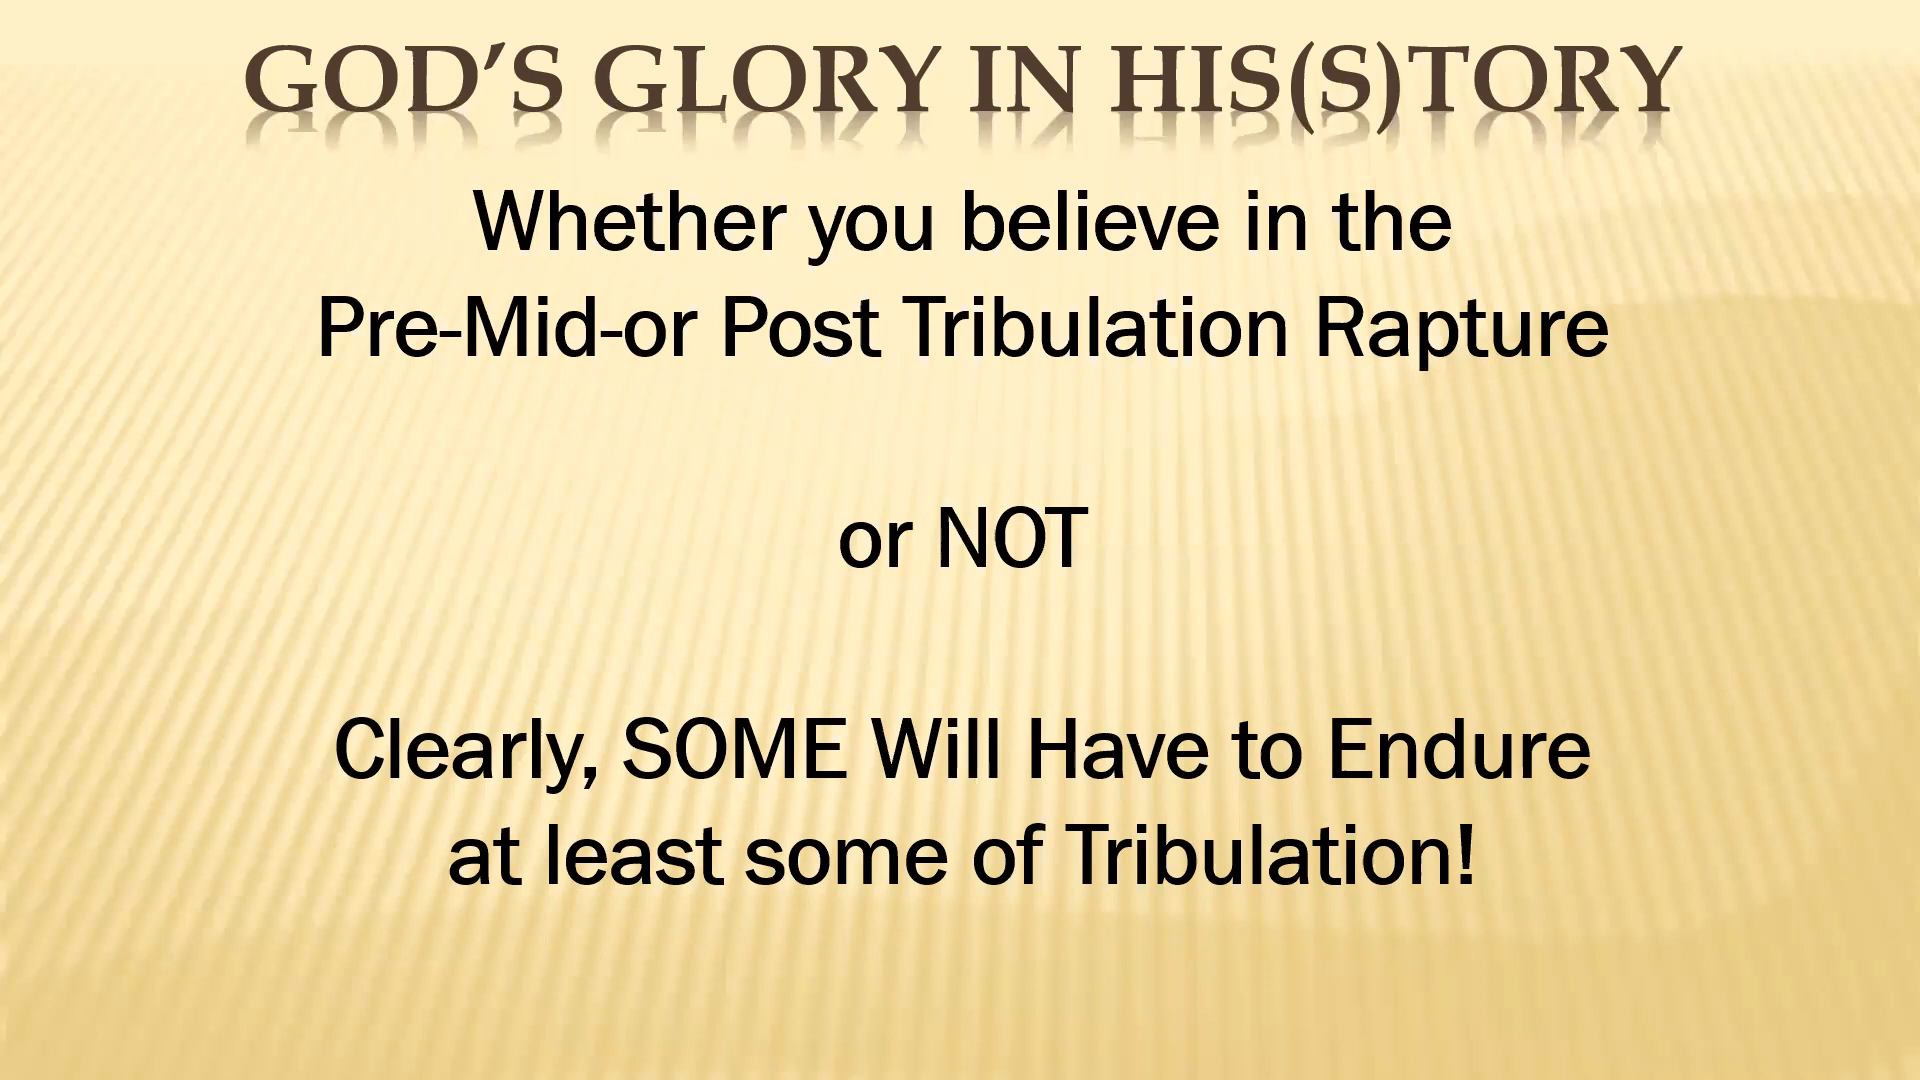 GOD’S GLORY IN HIS(S)TORY
Whether you believe in the
Pre-Mid-or Post Tribulation Rapture
or NOT
Clearly, SOME Will Have to Endure
at least some of Tribulation!